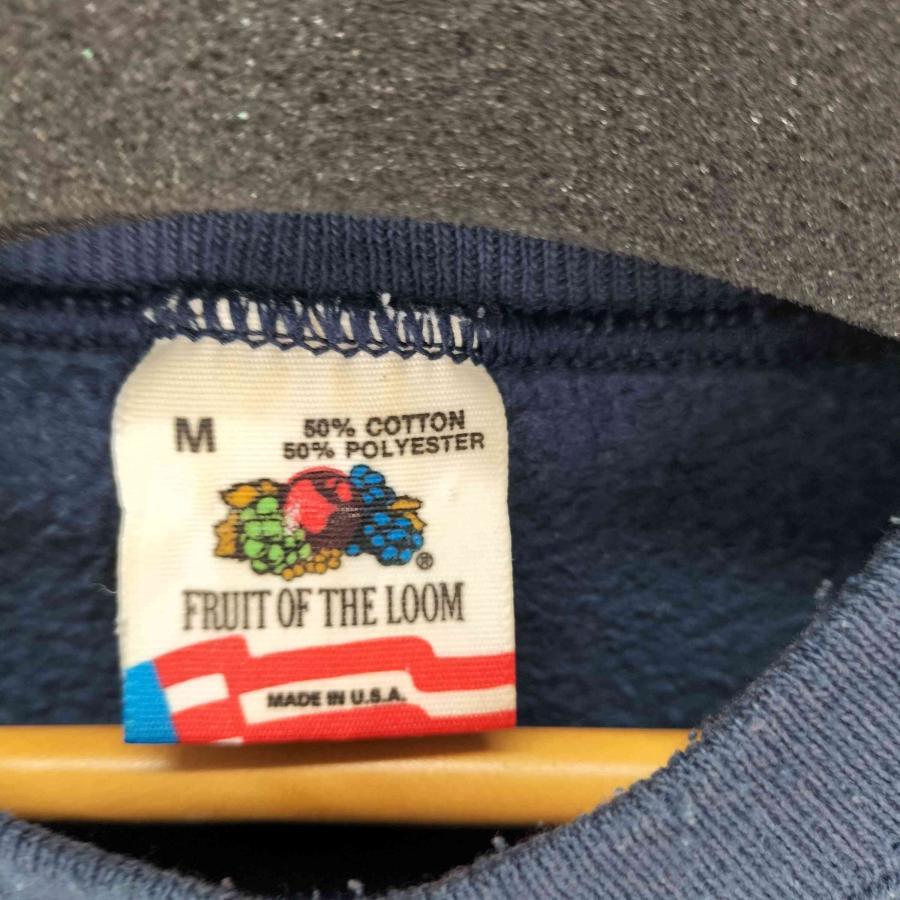 M
50% COTTON
50% POLYESTER
®
FRUIT OF THE LOOM
MADE IN U.S.A.